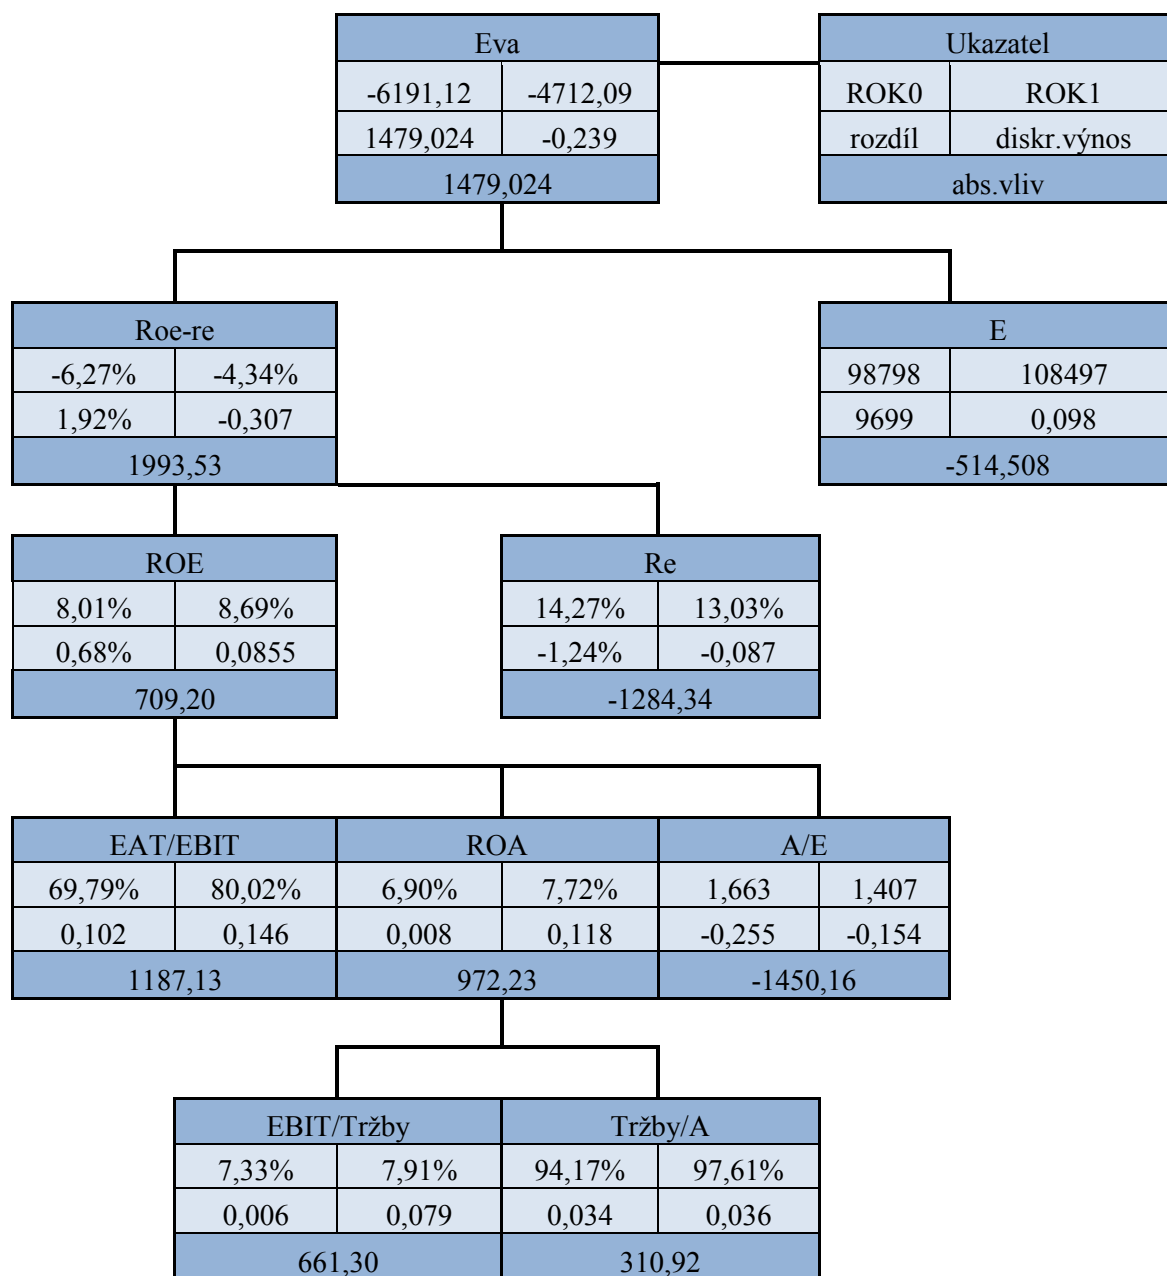 Eva Ukazatel
-6191,12 -4712,09 ROK0 ROK1
1479,024 -0,239 rozdíl diskr.výnos
1479,024 abs.vliv
Roe-re E
-6,27% -4,34% 98798 108497
1,92% -0,307 9699 0,098
1993,53 -514,508
ROE Re
8,01% 8,69% 14,27% 13,03%
0,68% 0,0855 -1,24% -0,087
709,20 -1284,34
EAT/EBIT ROA A/E
69,79% 80,02% 6,90% 7,72% 1,663 1,407
0,102 0,146 0,008 0,118 -0,255 -0,154
1187,13 972,23 -1450,16
EBIT/Tržby Tržby/A
7,33% 7,91% 94,17% 97,61%
0,006 0,079 0,034 0,036
661,30 310,92